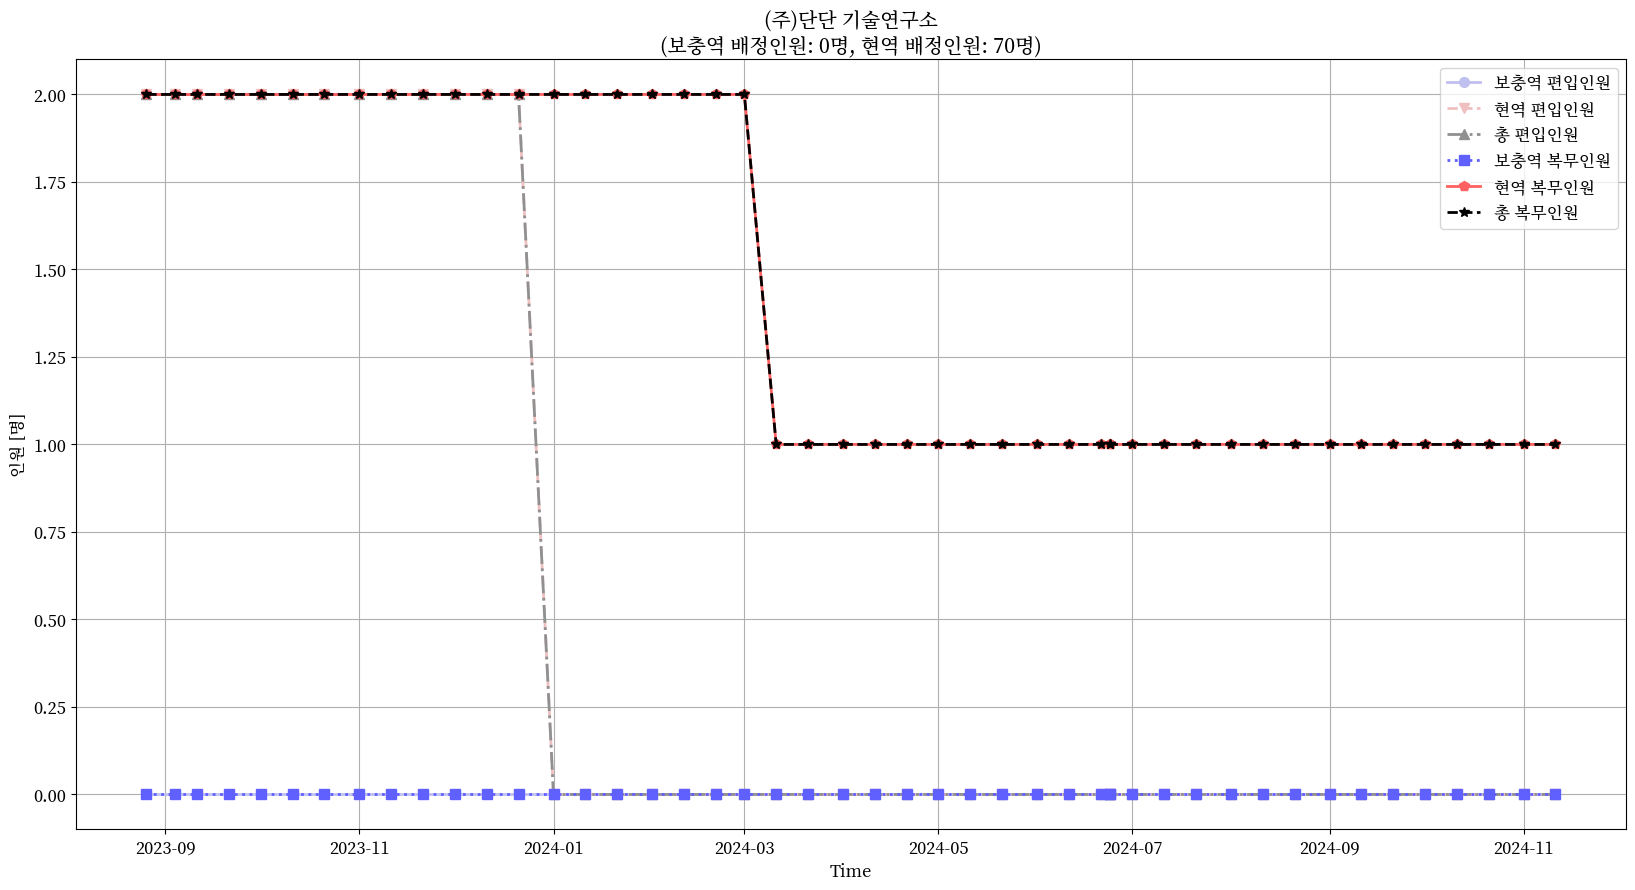 (주)단단 기술연구소
(보충역 배정인원: 0명, 현역 배정인원: 70명)
보충역 편입인원
현역 편입인원
총 편입인원
보충역 복무인원
현역 복무인원
총 복무인원
인원 [명]
2.00
1.75
1.50
1.25
1.00
0.75
0.50
0.25
0.00
2023-09 2023-11 2024-01 2024-03 2024-05 2024-07 2024-09 2024-11
Time